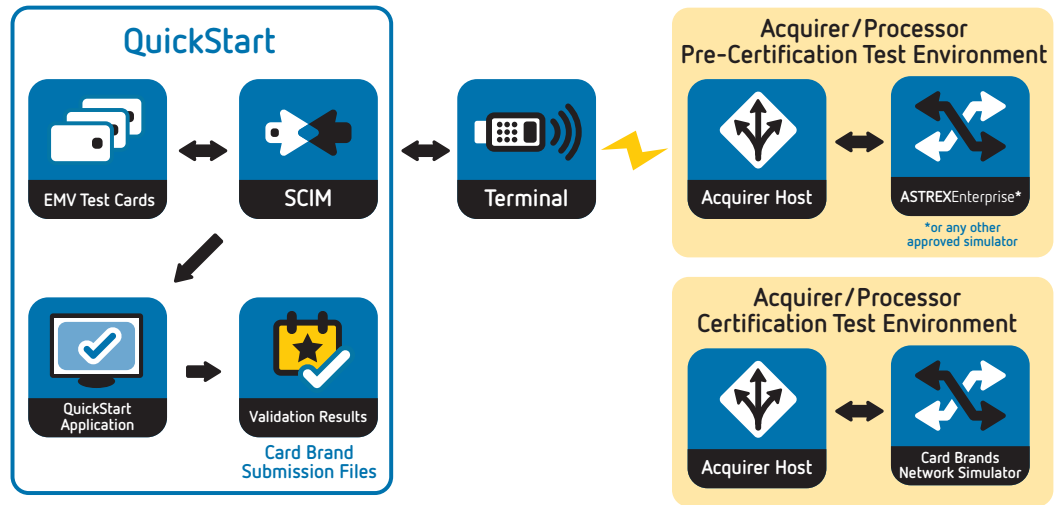 QuickStart
EMV Test Cards
SCIM
Terminal
QuickStart
Application
Validation Results
Card Brand
Submission Files
Acquirer/Processor
Pre-Certification Test Environment
Acquirer Host
ASTREXEnterprise*
*or any other
approved simulator
Acquirer/Processor
Certification Test Environment
Acquirer Host
Card Brands
Network Simulator